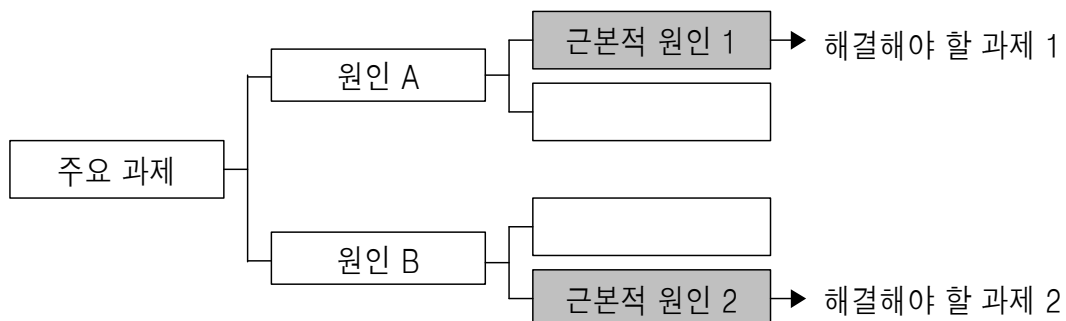 근본적 원인 1
해결해야 할 과제 1
원인 A
주요 과제
원인 B
근본적 원인 2
해결해야 할 과제 2